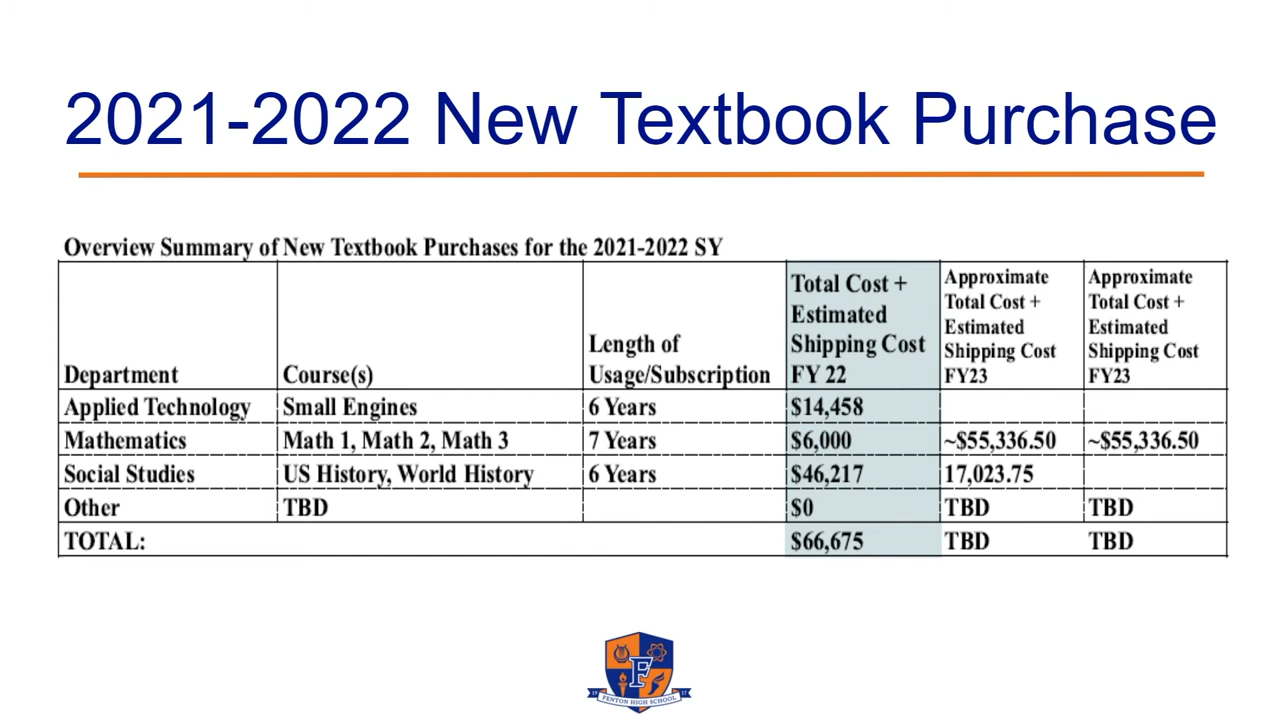 2021-2022 New Textbook Purchase
Overview Summary of New Textbook Purchases for the 2021-2022 SY
Department Course(s) Length of Usage/Subscription Total Cost + Estimated Shipping Cost FY 22 Approximate Total Cost + Estimated Shipping Cost FY23 Approximate Total Cost + Estimated Shipping Cost FY23
Applied Technology Small Engines 6 Years $14,458
Mathematics Math 1, Math 2, Math 3 7 Years $6,000 ~$55,336.50 ~$55,336.50
Social Studies US History, World History 6 Years $46,217 17,023.75
Other TBD $0 TBD TBD
TOTAL: $66,675 TBD TBD
F
FENTON HIGH SCHOOL